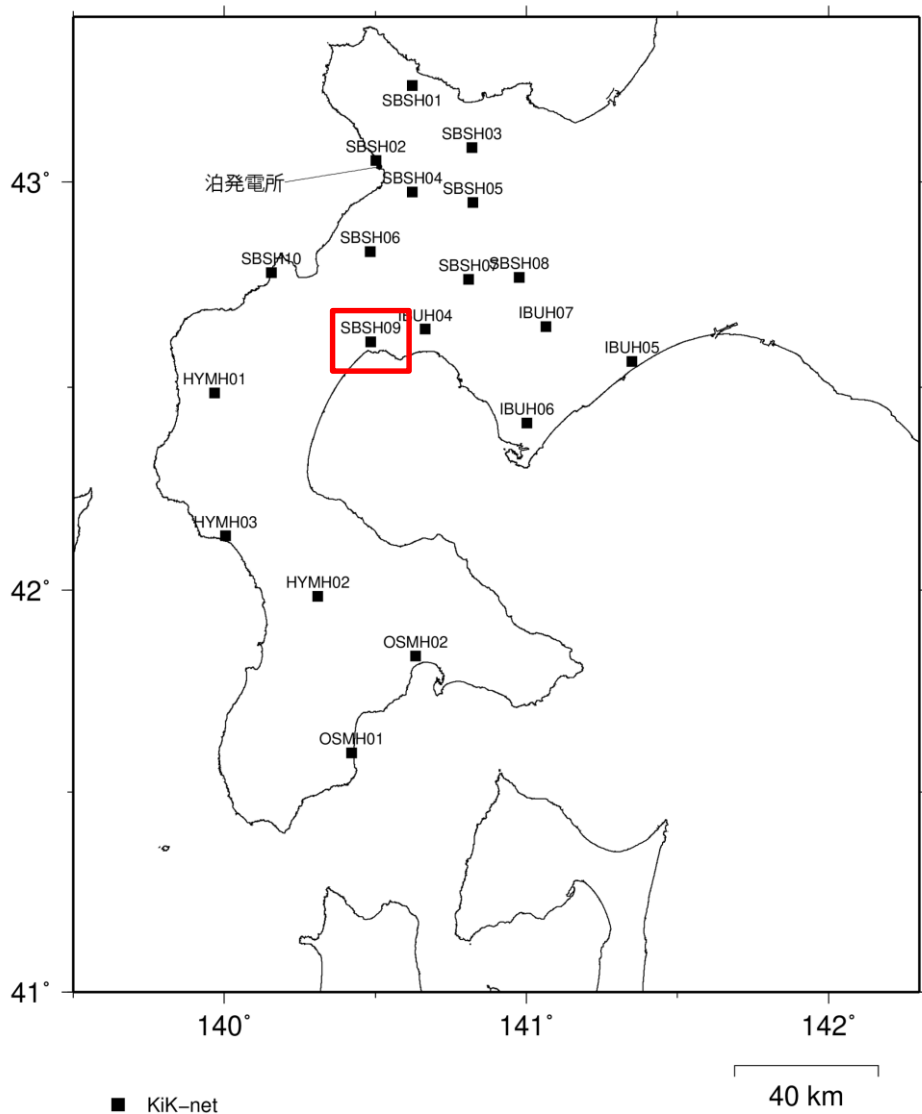 SBSH01
SBSH03
SBSH02
43°
泊発電所
SBSH04
SBSH05
SBSH06
SBSH10
SBSH07
SBSH08
IBUH04
IBUH07
SBSH09
IBUH05
HYMH01
IBUH06
HYMH03
42°
HYMH02
OSMH02
OSMH01
41°
140°
141°
142°
40 km
KiK-net